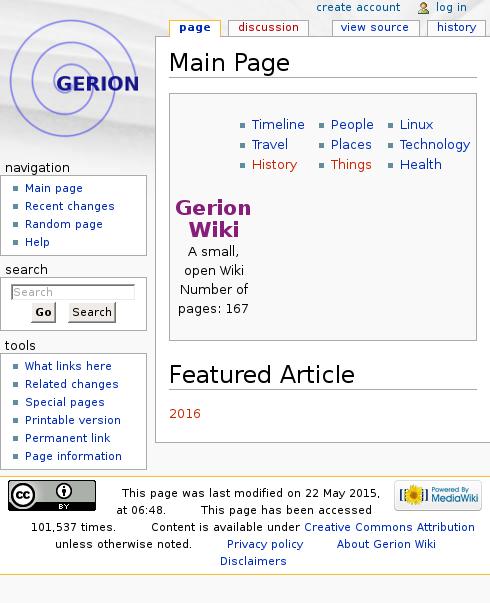 create account log in
page discussion view source history
GERION
Main Page
Timeline People Linux
Travel Places Technology
History Things Health
Gerion
Wiki
A small,
open Wiki
Number of
pages: 167
navigation
Main page
Recent changes
Random page
Help
search
Search
Go Search
tools
What links here
Related changes
Special pages
Printable version
Permanent link
Page information
Featured Article
2016
cc BY
This page was last modified on 22 May 2015,
at 06:48. This page has been accessed
101,537 times. Content is available under Creative Commons Attribution
unless otherwise noted. Privacy policy About Gerion Wiki
Disclaimers
Powered By
MediaWiki